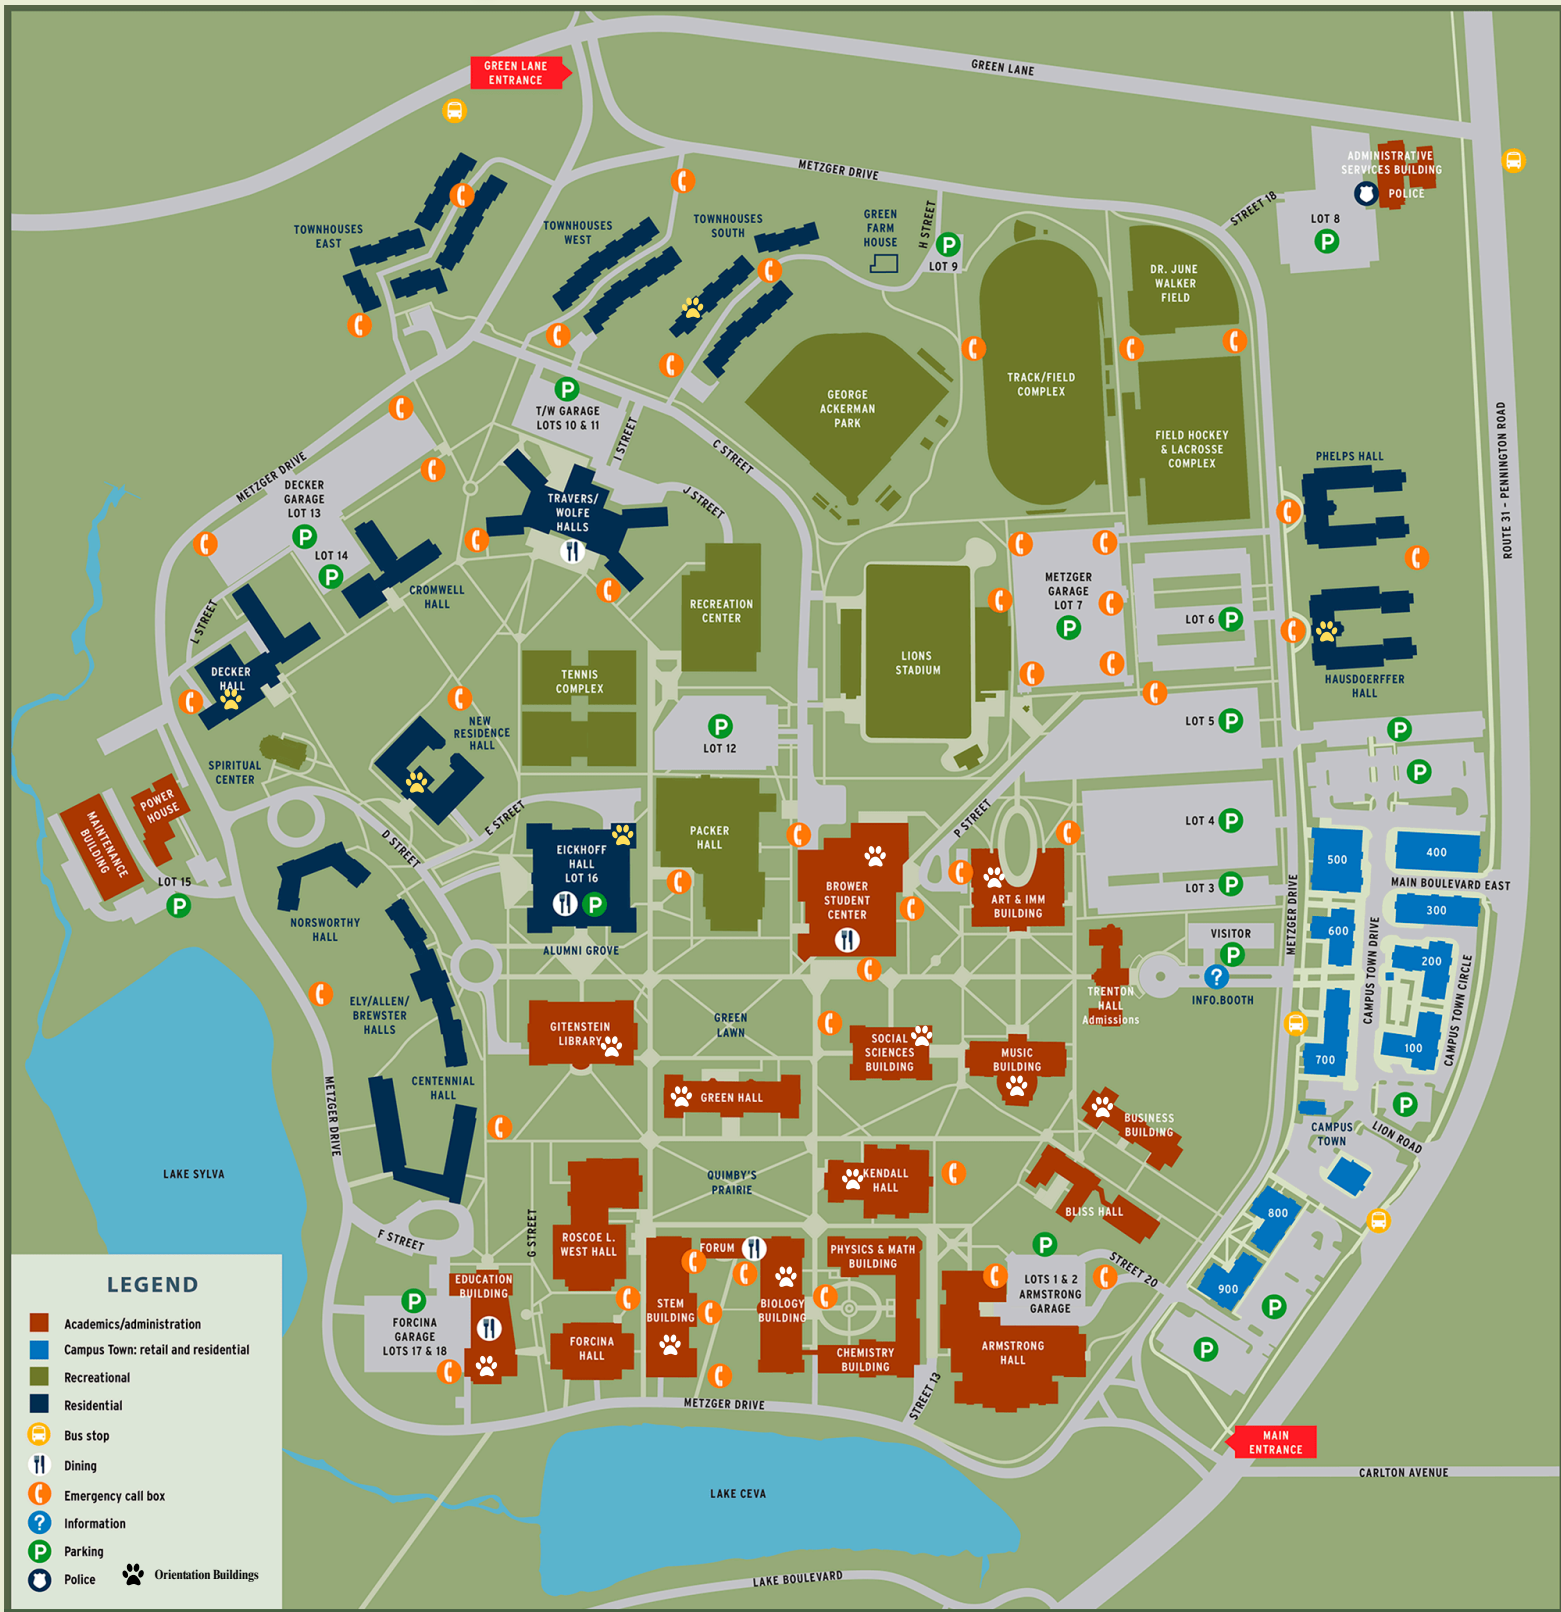 GREEN LANE
ENTRANCE
GREEN LANE
METZGER DRIVE
ADMINISTRATIVE
SERVICES BUILDING
POLICE
STREET 18
LOT 8
P
TOWNHOUSES
EAST
TOWNHOUSES
WEST
TOWNHOUSES
SOUTH
GREEN
FARM
HOUSE
H STREET
P
LOT 9
DR. JUNE
WALKER
FIELD
TRACK/FIELD
COMPLEX
GEORGE
ACKERMAN
PARK
FIELD HOCKEY
& LACROSSE
COMPLEX
P
T/W GARAGE
LOTS 10 & 11
I STREET
C STREET
J STREET
METZGER DRIVE
DECKER
GARAGE
LOT 13
P
LOT 14
P
TRAVERS/
WOLFE
HALLS
PHELPS HALL
ROUTE 31 - PENNINGTON ROAD
CROMWELL
HALL
L STREET
RECREATION
CENTER
METZGER
GARAGE
LOT 7
P
LOT 6
P
LIONS
STADIUM
HAUSDOERFFER
HALL
DECKER
HALL
TENNIS
COMPLEX
NEW
RESIDENCE
HALL
P
LOT 12
LOT 5
P
P
P
SPIRITUAL
CENTER
POWER
HOUSE
MAINTENANCE
BUILDING
LOT 15
P
D STREET
E STREET
EICKHOFF
HALL
LOT 16
P
ALUMNI GROVE
PACKER
HALL
P STREET
BROWER
STUDENT
CENTER
ART & IMM
BUILDING
LOT 4
P
LOT 3
P
500
400
MAIN BOULEVARD EAST
300
600
200
METZGER DRIVE
CAMPUS TOWN DRIVE
CAMPUS TOWN CIRCLE
VISITOR
P
?
INFO.BOOTH
TRENTON
HALL
Admissions
700
100
P
NORSWORTHY
HALL
ELY/ALLEN/
BREWSTER
HALLS
GITENSTEIN
LIBRARY
GREEN
LAWN
SOCIAL
SCIENCES
BUILDING
MUSIC
BUILDING
CENTENNIAL
HALL
GREEN HALL
BUSINESS
BUILDING
CAMPUS
TOWN
LION ROAD
METZGER DRIVE
LAKE SYLVA
QUIMBY'S
PRAIRIE
KENDALL
HALL
BLISS HALL
800
900
F STREET
G STREET
ROSCOE L.
WEST HALL
FORUM
PHYSICS & MATH
BUILDING
P
LOTS 1 & 2
ARMSTRONG
GARAGE
STREET 20
P
P
EDUCATION
BUILDING
P
FORCINA
GARAGE
LOTS 17 & 18
FORCINA
HALL
STEM
BUILDING
BIOLOGY
BUILDING
CHEMISTRY
BUILDING
ARMSTRONG
HALL
STREET 13
METZGER DRIVE
MAIN
ENTRANCE
CARLTON AVENUE
LAKE CEVA
LAKE BOULEVARD
LEGEND
Academics/administration
Campus Town: retail and residential
Recreational
Residential
Bus stop
Dining
Emergency call box
? Information
P Parking
Police
Orientation Buildings